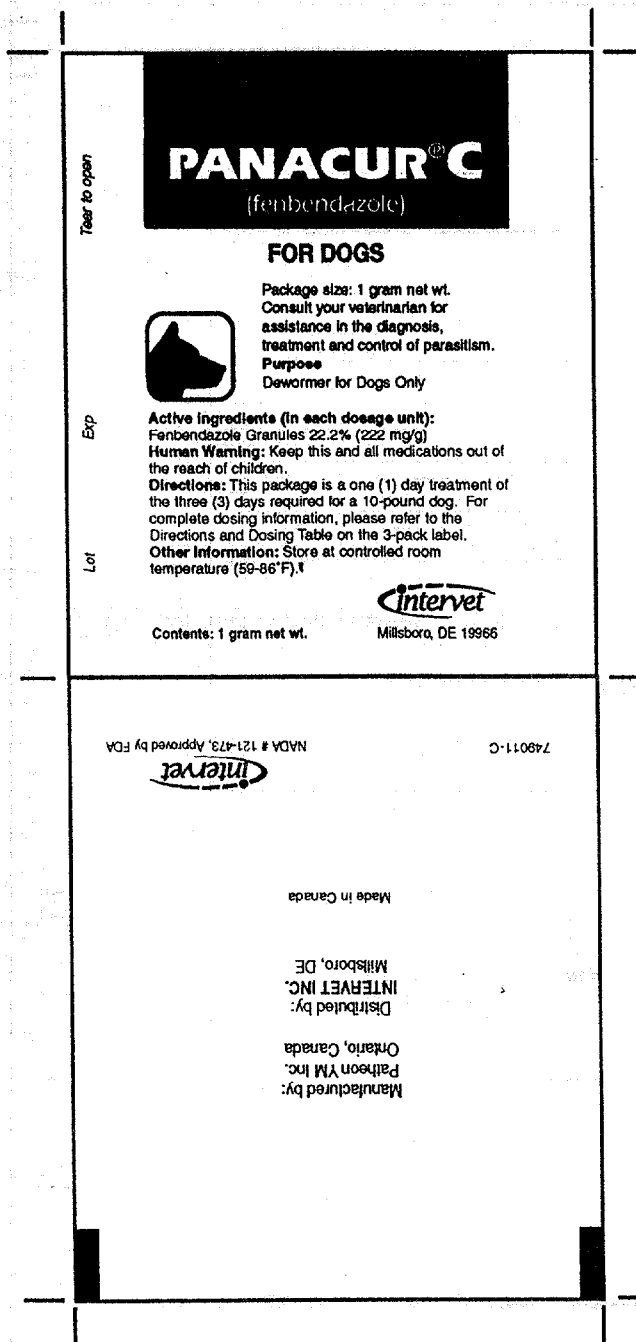 PANACUR® C
(fenbendazole)
FOR DOGS
Package size: 1 gram net wt.
Consult your veterinarian for
assistance in the diagnosis,
treatment and control of parasitism.
Purpose
Dewormer for Dogs Only
Active Ingredients (in each dosage unit):
Fenbendazole Granules 22.2% (222 mg/g)
Human Warning: Keep this and all medications out of
the reach of children.
Directions: This package is a one (1) day treatment of
the three (3) days required for a 10-pound dog. For
complete dosing information, please refer to the
Directions and Dosing Table on the 3-pack label.
Other Information: Store at controlled room
temperature (59-86°F).
intervet
Contents: 1 gram net wt.
Millsboro, DE 19966
Tear to open
Exp
Lot
Manufactured by:
Patheon YM Inc.
Ontario, Canada
Distributed by:
INTERVET INC.
Millsboro, DE
Made in Canada
intervet
749011-C
NADA # 121-473, Approved by FDA